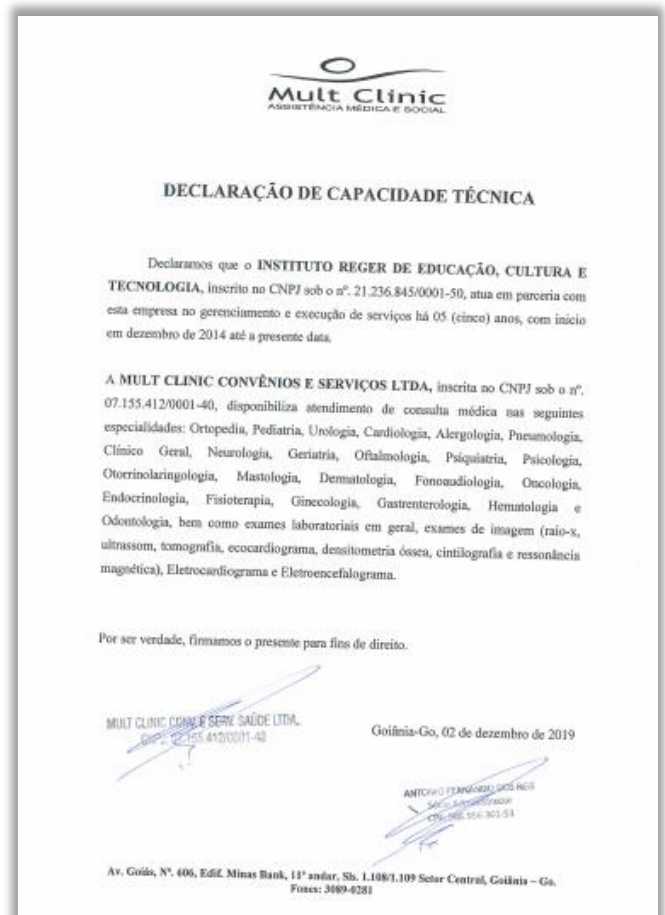 Mult Clinic
ASSISTÊNCIA MÉDICA E SOCIAL
DECLARAÇÃO DE CAPACIDADE TÉCNICA
Declaramos que o INSTITUTO REGER DE EDUCAÇÃO, CULTURA E
TECNOLOGIA, inscrito no CNPJ sob o nº. 21.236.845/0001-50, atua em parceria com
esta empresa no gerenciamento e execução de serviços há 05 (cinco) anos, com início
em dezembro de 2014 até a presente data.
A MULT CLINIC CONVÊNIOS E SERVIÇOS LTDA, inscrita no CNPJ sob o nº.
07.155.412/0001-40, disponibiliza atendimento de consulta médica nas seguintes
especialidades: Ortopedia, Pediatria, Urologia, Cardiologia, Alergologia, Pneumologia,
Clínico Geral, Neurologia, Geriatria, Oftalmologia, Psiquiatria, Psicologia,
Otorrinolaringologia, Mastologia, Dermatologia, Fonoaudiologia, Oncologia,
Endocrinologia, Fisioterapia, Ginecologia, Gastrenterologia, Hematologia e
Odontologia, bem como exames laboratoriais em geral, exames de imagem (raio-x,
ultrassom, tomografia, ecocardiograma, densitometria óssea, cintilografia e ressonância
magnética), Eletrocardiograma e Eletroencefalograma.
Por ser verdade, firmamos o presente para fins de direito.
MULT CLINIC CONV. E SERV. SAÚDE LTDA.
155.412/0001-40
Goiânia-Go, 02 de dezembro de 2019
ANTONIO FERNANDO DOS REIS
Sócio Administrador
Av. Goiás, Nº. 606, Edif. Minas Bank, 11º andar, Sls. 1.108/1.109 Setor Central, Goiânia – Go.
Fones: 3089-0281